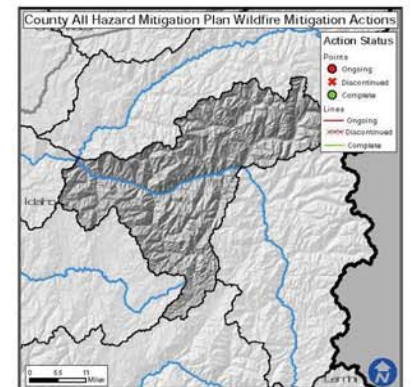 County All Hazard Mitigation Plan Wildfire Mitigation Actions
Action Status
Points
Ongoing
Discontinued
Complete
Lines
Ongoing
Discontinued
Complete
Idaho
Lemhi
0 5.5 11
Miles
N